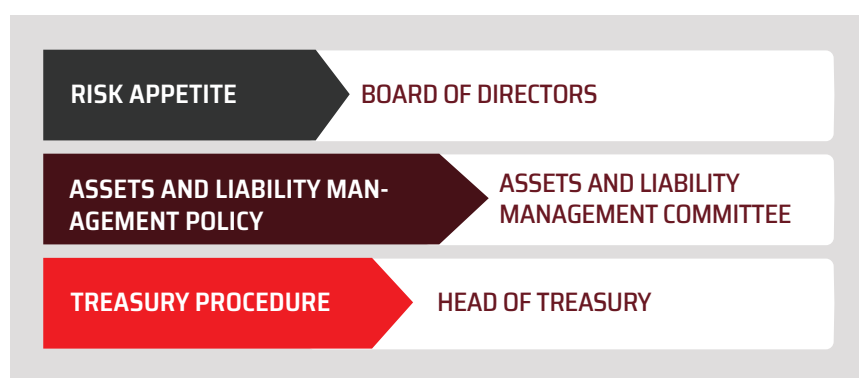 RISK APPETITE
BOARD OF DIRECTORS
ASSETS AND LIABILITY MAN-
AGEMENT POLICY
ASSETS AND LIABILITY
MANAGEMENT COMMITTEE
TREASURY PROCEDURE
HEAD OF TREASURY